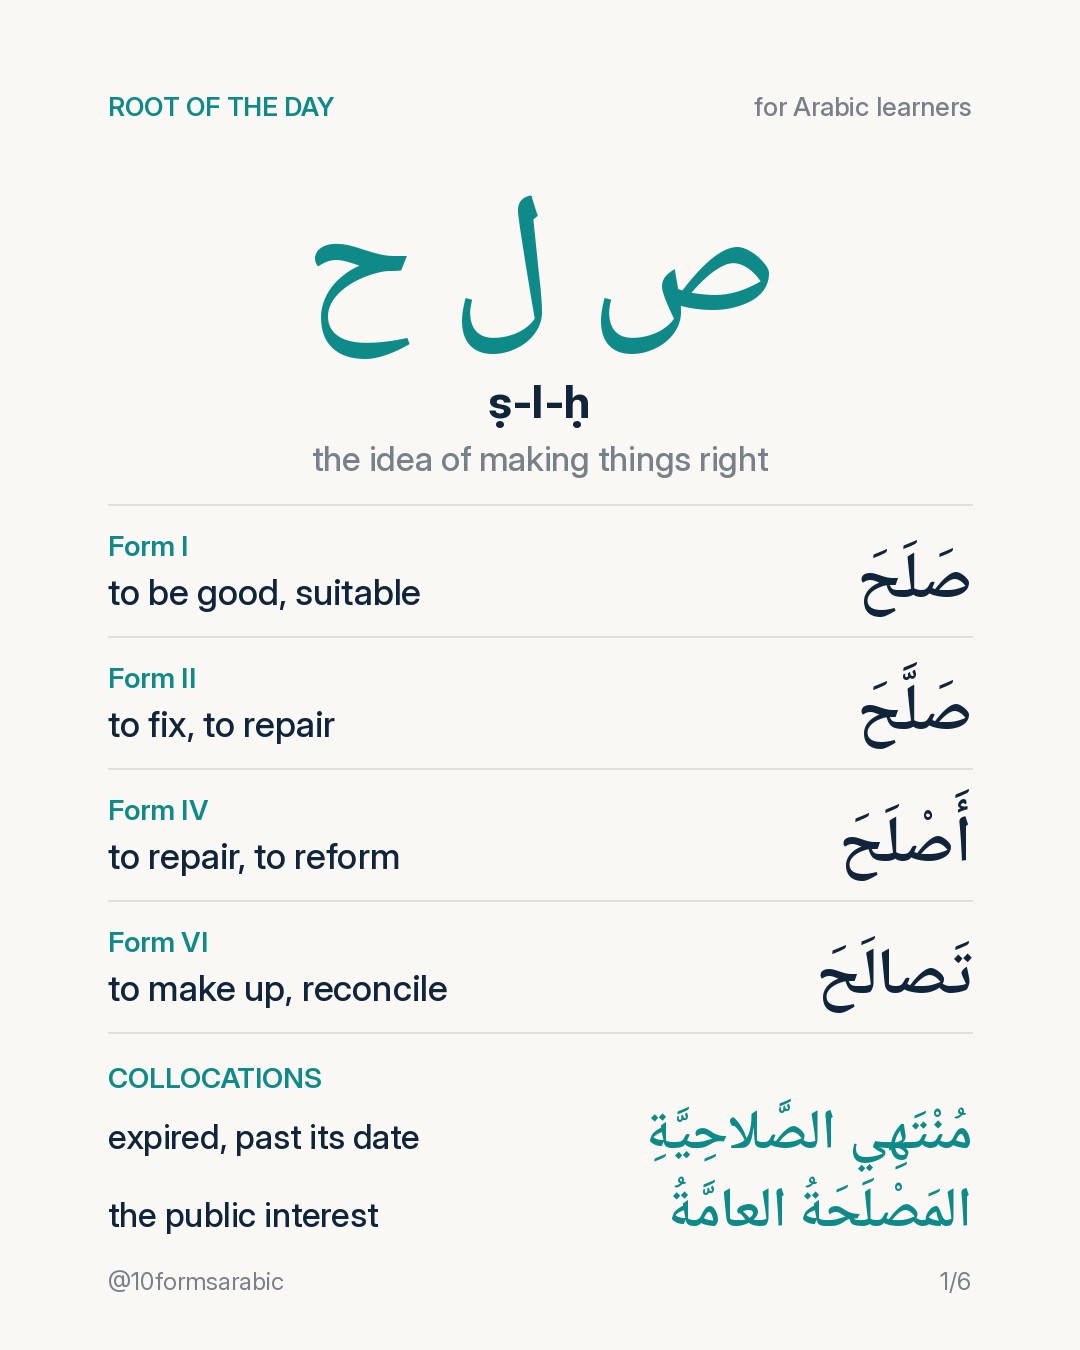 ROOT OF THE DAY
for Arabic learners
ص ل ح
ṣ-l-ḥ
the idea of making things right
Form I
to be good, suitable
صَلَحَ
Form II
to fix, to repair
صَلَّحَ
Form IV
to repair, to reform
أَصْلَحَ
Form VI
to make up, reconcile
تَصالَحَ
COLLOCATIONS
expired, past its date
مُنْتَهِي الصَّلاحِيَّةِ
the public interest
المَصْلَحَةُ العامَّةُ
@10formsarabic
1/6